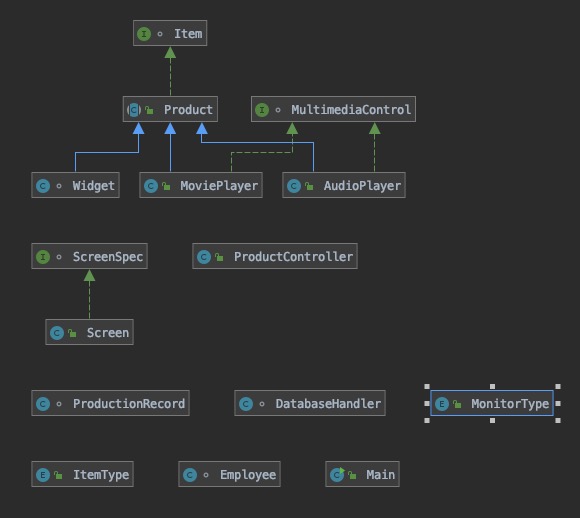 I Item
C Product
I MultimediaControl
C Widget
C MoviePlayer
C AudioPlayer
I ScreenSpec
C ProductController
C Screen
C ProductionRecord
C DatabaseHandler
E MonitorType
E ItemType
C Employee
C Main